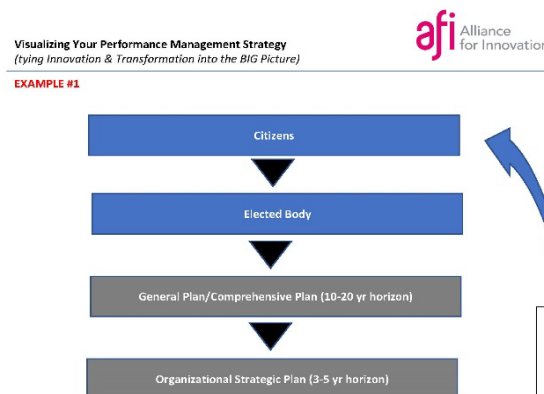 afi Alliance
for Innovation
Visualizing Your Performance Management Strategy
(tying Innovation & Transformation into the BIG Picture)
EXAMPLE #1
Citizens
Elected Body
General Plan/Comprehensive Plan (10-20 yr horizon)
Organizational Strategic Plan (3-5 yr horizon)